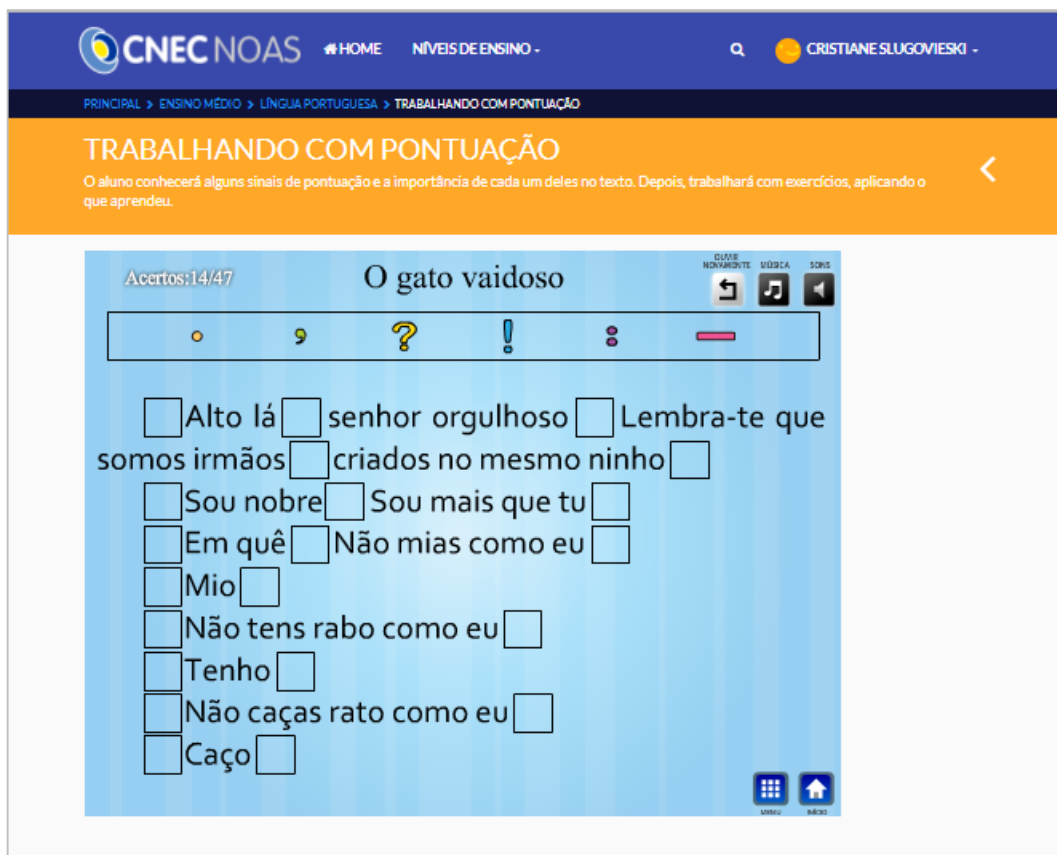 CNEC NOAS HOME NÍVEIS DE ENSINO CRISTIANE SLUGOVIESKI
PRINCIPAL > ENSINO MÉDIO > LÍNGUA PORTUGUESA > TRABALHANDO COM PONTUAÇÃO
TRABALHANDO COM PONTUAÇÃO
O aluno conhecerá alguns sinais de pontuação e a importância de cada um deles no texto. Depois, trabalhará com exercícios, aplicando o
que aprendeu.
Acertos:14/47
O gato vaidoso
OUVIR
NOVAMENTE MÚSICA SONS
. , ? ! : —
Alto lá senhor orgulhoso Lembra-te que
somos irmãos criados no mesmo ninho
Sou nobre Sou mais que tu
Em quê Não mias como eu
Mio
Não tens rabo como eu
Tenho
Não caças rato como eu
Caço
MENU INÍCIO